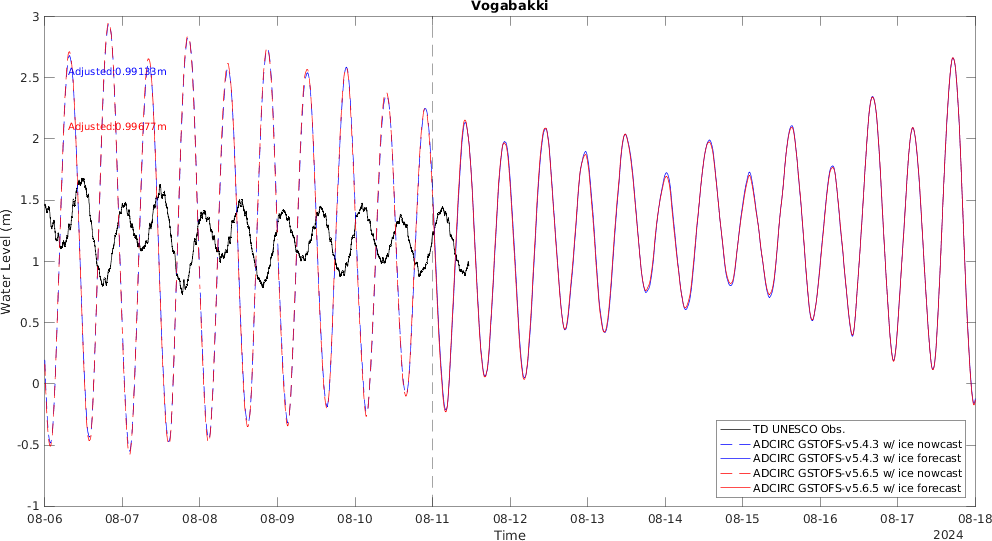 Vogabakki
3
2.5
2
1.5
1
0.5
0
-0.5
-1
Water Level (m)
Adjusted:0.99133m
Adjusted:0.99677m
TD UNESCO Obs.
ADCIRC GSTOFS-v5.4.3 w/ ice nowcast
ADCIRC GSTOFS-v5.4.3 w/ ice forecast
ADCIRC GSTOFS-v5.6.5 w/ ice nowcast
ADCIRC GSTOFS-v5.6.5 w/ ice forecast
08-06 08-07 08-08 08-09 08-10 08-11 08-12 08-13 08-14 08-15 08-16 08-17 08-18
Time
2024